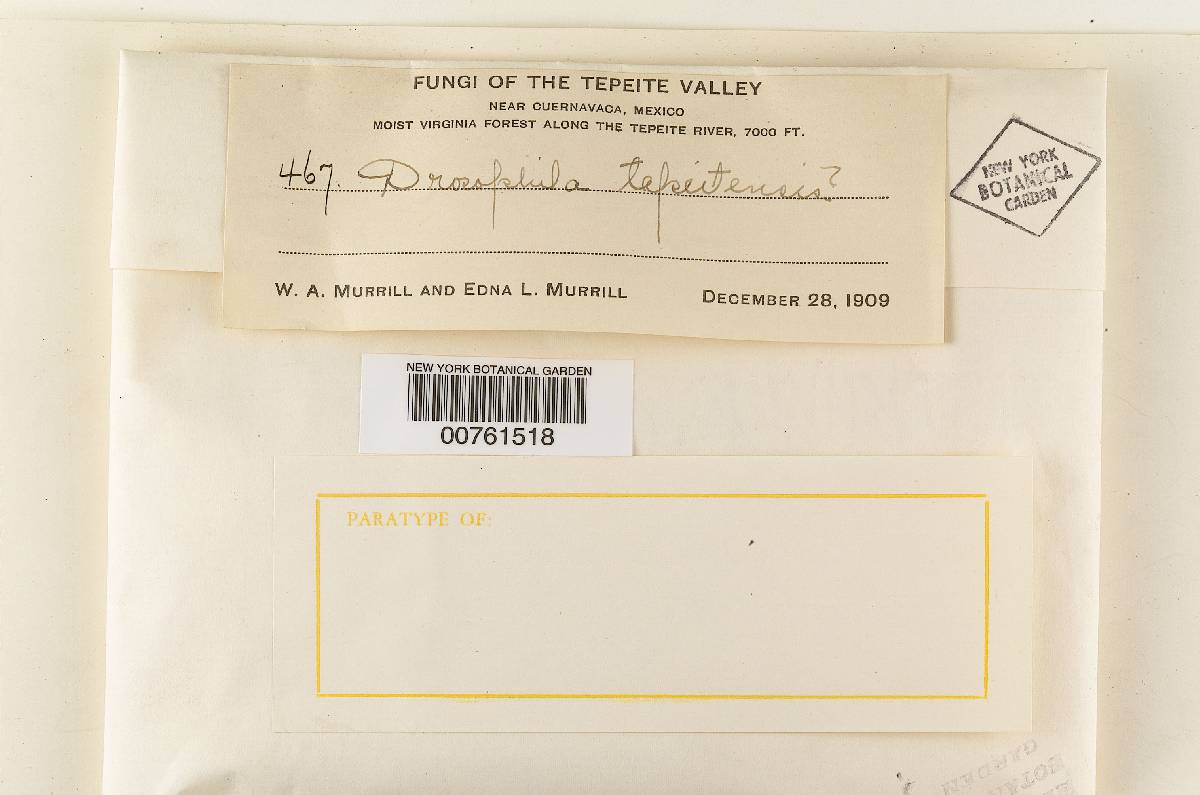 FUNGI OF THE TEPEITE VALLEY
NEAR CUERNAVACA, MEXICO
MOIST VIRGINIA FOREST ALONG THE TEPEITE RIVER, 7000 FT.
467. Drosophila tepeitensis?
W. A. MURRILL AND EDNA L. MURRILL DECEMBER 28, 1909
NEW YORK
BOTANICAL
GARDEN
NEW YORK BOTANICAL GARDEN
00761518
PARATYPE OF:
GARDEN